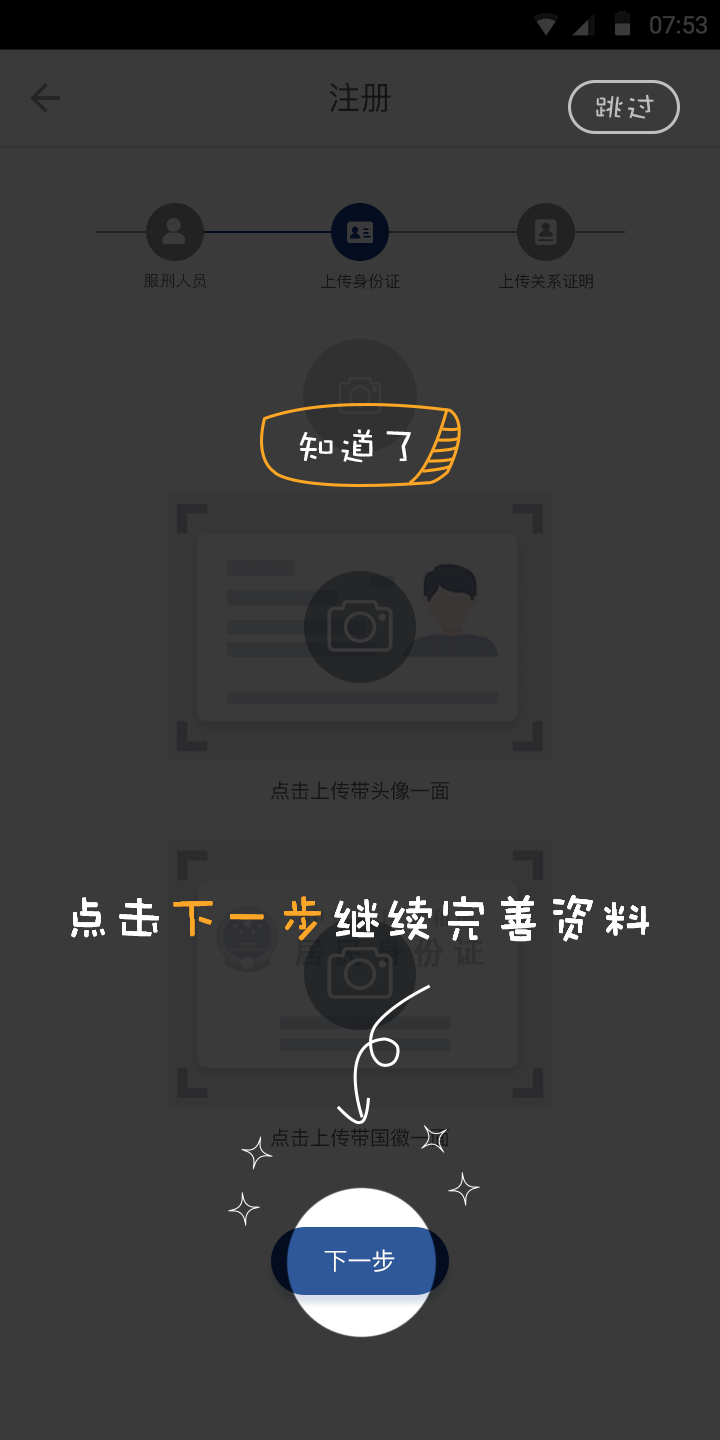 07:53
注册
跳过
服刑人员
上传身份证
上传关系证明
知道了
点击上传带头像一面
点击下一步继续完善资料
居民身份证
点击上传带国徽一面
下一步